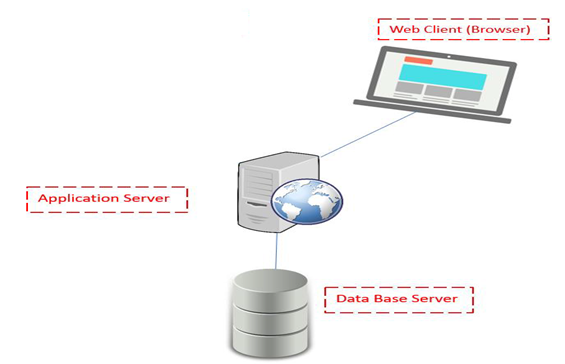 Web Client (Browser)
Application Server
Data Base Server